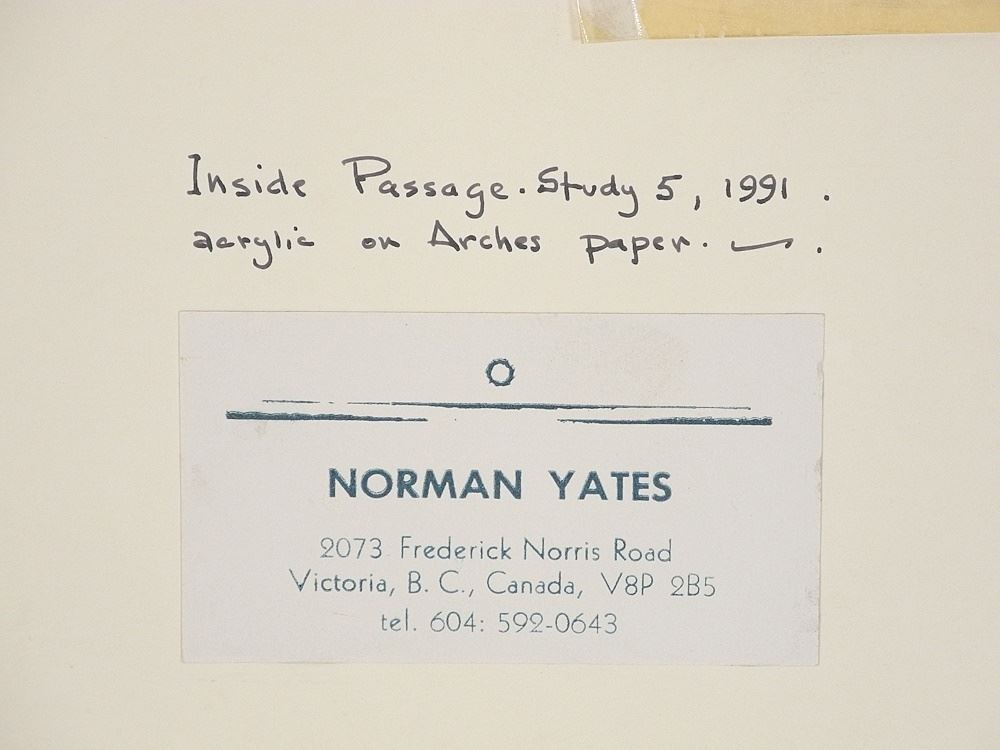 Inside Passage. Study 5, 1991 .
acrylic on Arches paper. — .
NORMAN YATES
2073 Frederick Norris Road
Victoria, B. C., Canada, V8P 2B5
tel. 604: 592-0643